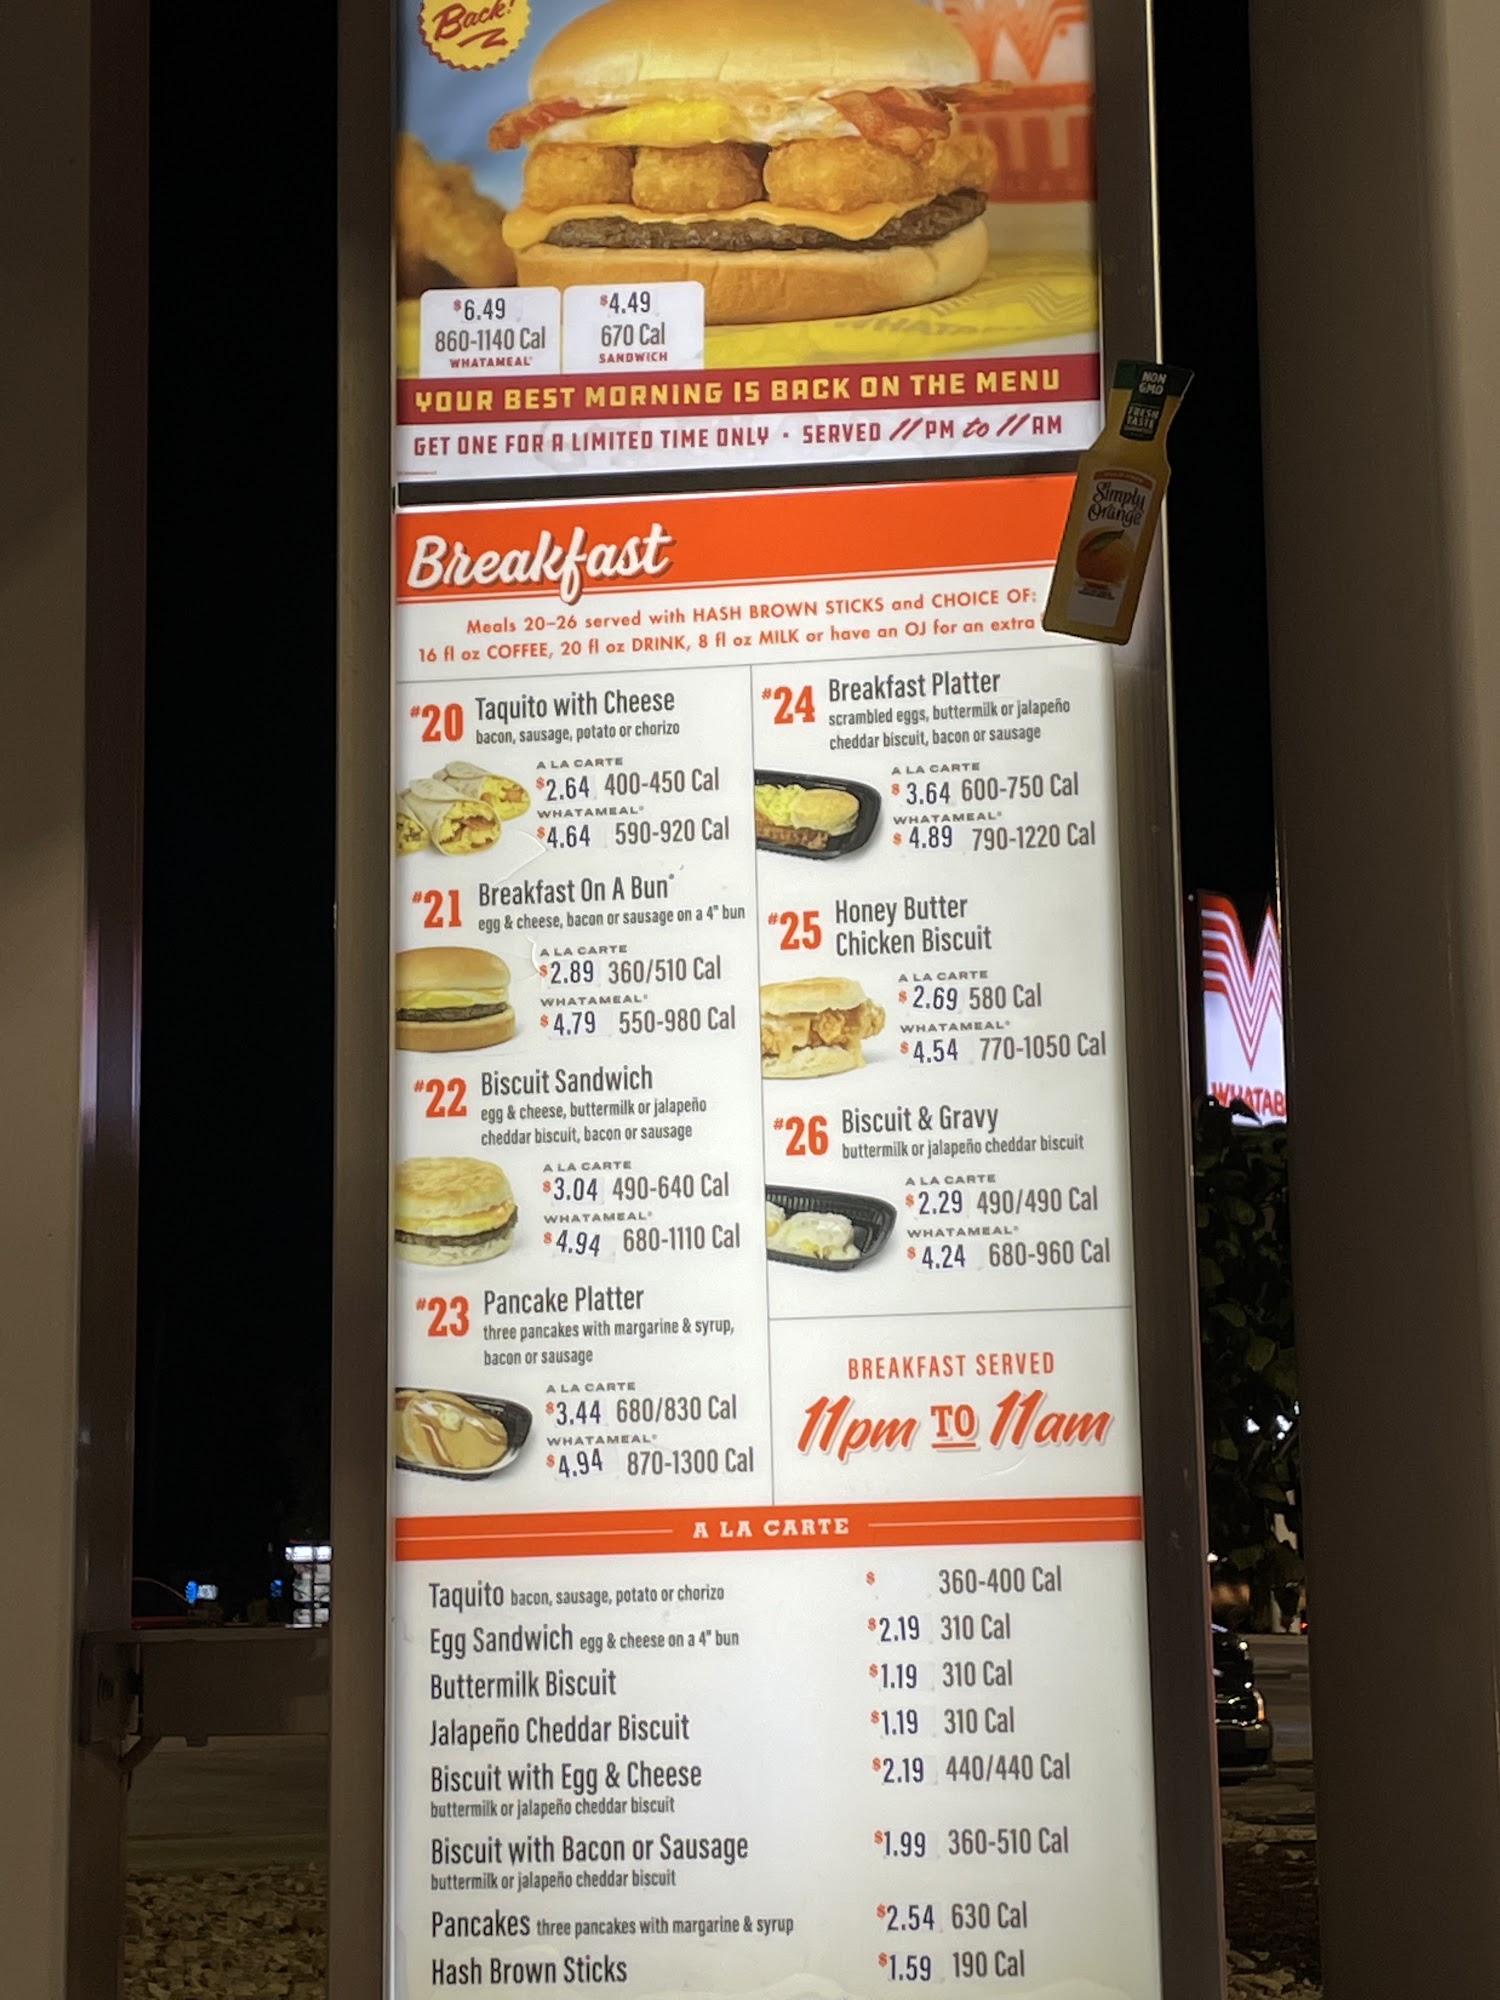 Back!
$6.49
860-1140 Cal
WHATAMEAL®
$4.49
670 Cal
SANDWICH
YOUR BEST MORNING IS BACK ON THE MENU
GET ONE FOR A LIMITED TIME ONLY · SERVED 11 PM to 11 AM
NON
GMO
FRESH
TASTE
Simply
Orange
Breakfast
Meals 20–26 served with HASH BROWN STICKS and CHOICE OF:
16 fl oz COFFEE, 20 fl oz DRINK, 8 fl oz MILK or have an OJ for an extra
#20 Taquito with Cheese
bacon, sausage, potato or chorizo
A LA CARTE
$2.64 400-450 Cal
WHATAMEAL®
$4.64 590-920 Cal
#21 Breakfast On A Bun®
egg & cheese, bacon or sausage on a 4" bun
A LA CARTE
$2.89 360/510 Cal
WHATAMEAL®
$4.79 550-980 Cal
#22 Biscuit Sandwich
egg & cheese, buttermilk or jalapeño
cheddar biscuit, bacon or sausage
A LA CARTE
$3.04 490-640 Cal
WHATAMEAL®
$4.94 680-1110 Cal
#23 Pancake Platter
three pancakes with margarine & syrup,
bacon or sausage
A LA CARTE
$3.44 680/830 Cal
WHATAMEAL®
$4.94 870-1300 Cal
#24 Breakfast Platter
scrambled eggs, buttermilk or jalapeño
cheddar biscuit, bacon or sausage
A LA CARTE
$3.64 600-750 Cal
WHATAMEAL®
$4.89 790-1220 Cal
#25 Honey Butter
Chicken Biscuit
A LA CARTE
$2.69 580 Cal
WHATAMEAL®
$4.54 770-1050 Cal
#26 Biscuit & Gravy
buttermilk or jalapeño cheddar biscuit
A LA CARTE
$2.29 490/490 Cal
WHATAMEAL®
$4.24 680-960 Cal
BREAKFAST SERVED
11pm TO 11am
A LA CARTE
Taquito bacon, sausage, potato or chorizo $ 360-400 Cal
Egg Sandwich egg & cheese on a 4" bun $2.19 310 Cal
Buttermilk Biscuit $1.19 310 Cal
Jalapeño Cheddar Biscuit $1.19 310 Cal
Biscuit with Egg & Cheese $2.19 440/440 Cal
buttermilk or jalapeño cheddar biscuit
Biscuit with Bacon or Sausage $1.99 360-510 Cal
buttermilk or jalapeño cheddar biscuit
Pancakes three pancakes with margarine & syrup $2.54 630 Cal
Hash Brown Sticks $1.59 190 Cal
WHATAB